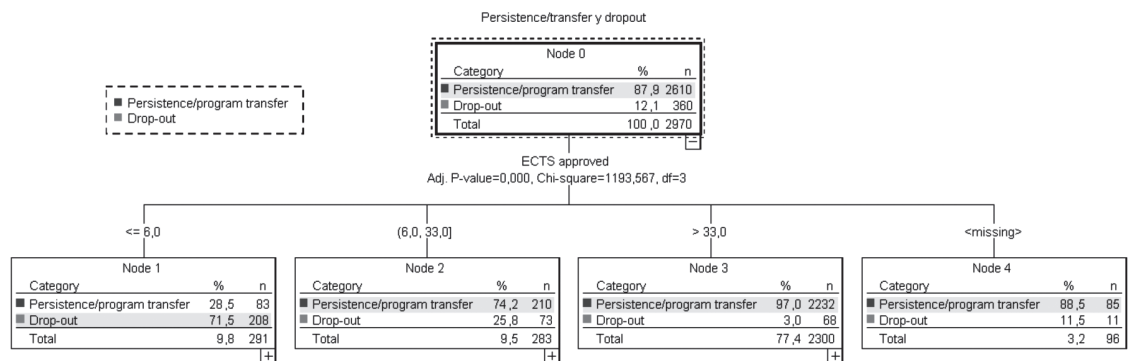 Persistence/transfer y dropout
Node 0
Category % n
Persistence/program transfer 87,9 2610
Drop-out 12,1 360
Total 100,0 2970
Persistence/program transfer
Drop-out
ECTS approved
Adj. P-value=0,000, Chi-square=1193,567, df=3
<= 6,0
(6,0, 33,0]
> 33,0
<missing>
Node 1
Category % n
Persistence/program transfer 28,5 83
Drop-out 71,5 208
Total 9,8 291
Node 2
Category % n
Persistence/program transfer 74,2 210
Drop-out 25,8 73
Total 9,5 283
Node 3
Category % n
Persistence/program transfer 97,0 2232
Drop-out 3,0 68
Total 77,4 2300
Node 4
Category % n
Persistence/program transfer 88,5 85
Drop-out 11,5 11
Total 3,2 96